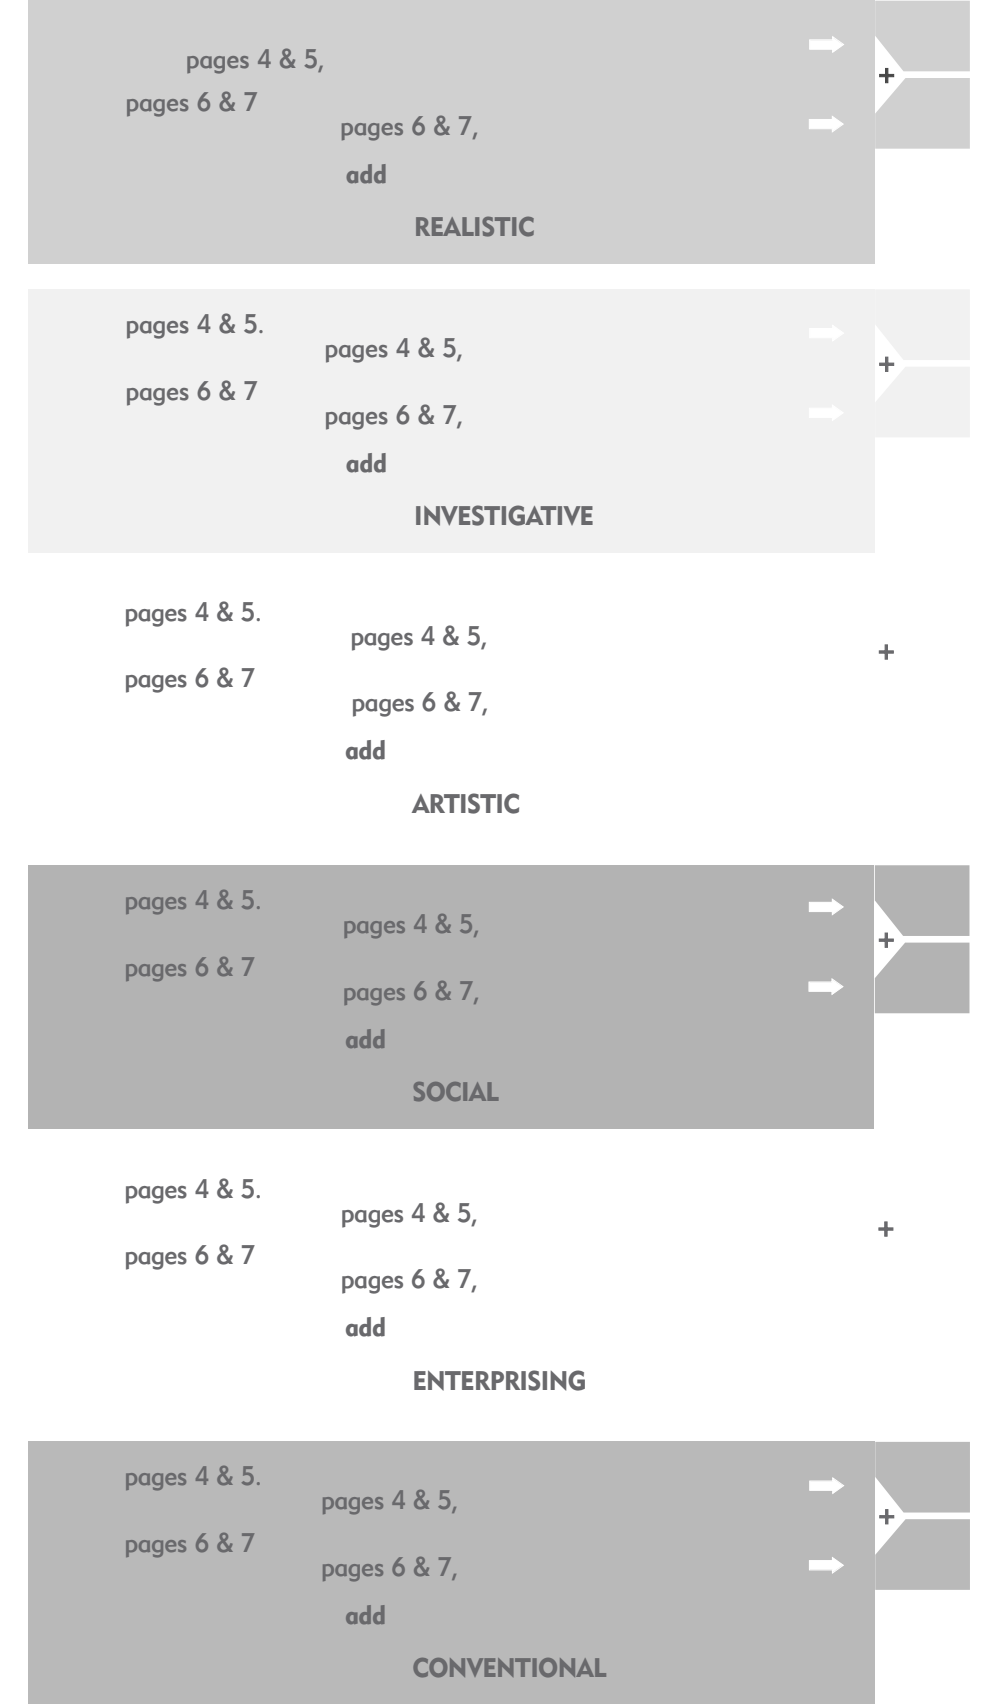 pages 4 & 5,
+
pages 6 & 7
pages 6 & 7,
add
REALISTIC
pages 4 & 5.
pages 4 & 5,
+
pages 6 & 7
pages 6 & 7,
add
INVESTIGATIVE
pages 4 & 5.
pages 4 & 5,
+
pages 6 & 7
pages 6 & 7,
add
ARTISTIC
pages 4 & 5.
pages 4 & 5,
+
pages 6 & 7
pages 6 & 7,
add
SOCIAL
pages 4 & 5.
pages 4 & 5,
+
pages 6 & 7
pages 6 & 7,
add
ENTERPRISING
pages 4 & 5.
pages 4 & 5,
+
pages 6 & 7
pages 6 & 7,
add
CONVENTIONAL